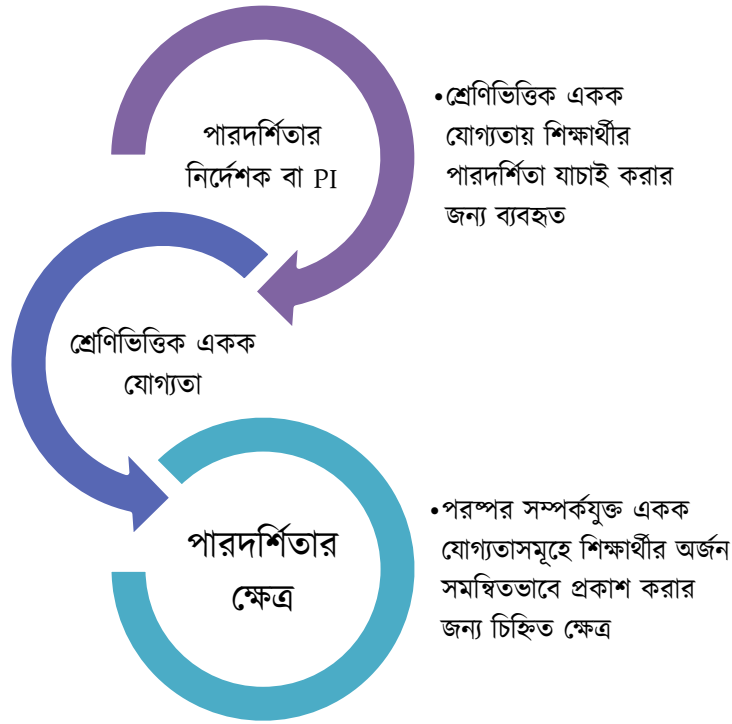 পারদর্শিতার
নির্দেশক বা PI
•শ্রেণিভিত্তিক একক
যোগ্যতায় শিক্ষার্থীর
পারদর্শিতা যাচাই করার
জন্য ব্যবহৃত
শ্রেণিভিত্তিক একক
যোগ্যতা
পারদর্শিতার
ক্ষেত্র
•পরষ্পর সম্পর্কযুক্ত একক
যোগ্যতাসমূহে শিক্ষার্থীর অর্জন
সমন্বিতভাবে প্রকাশ করার
জন্য চিহ্নিত ক্ষেত্র